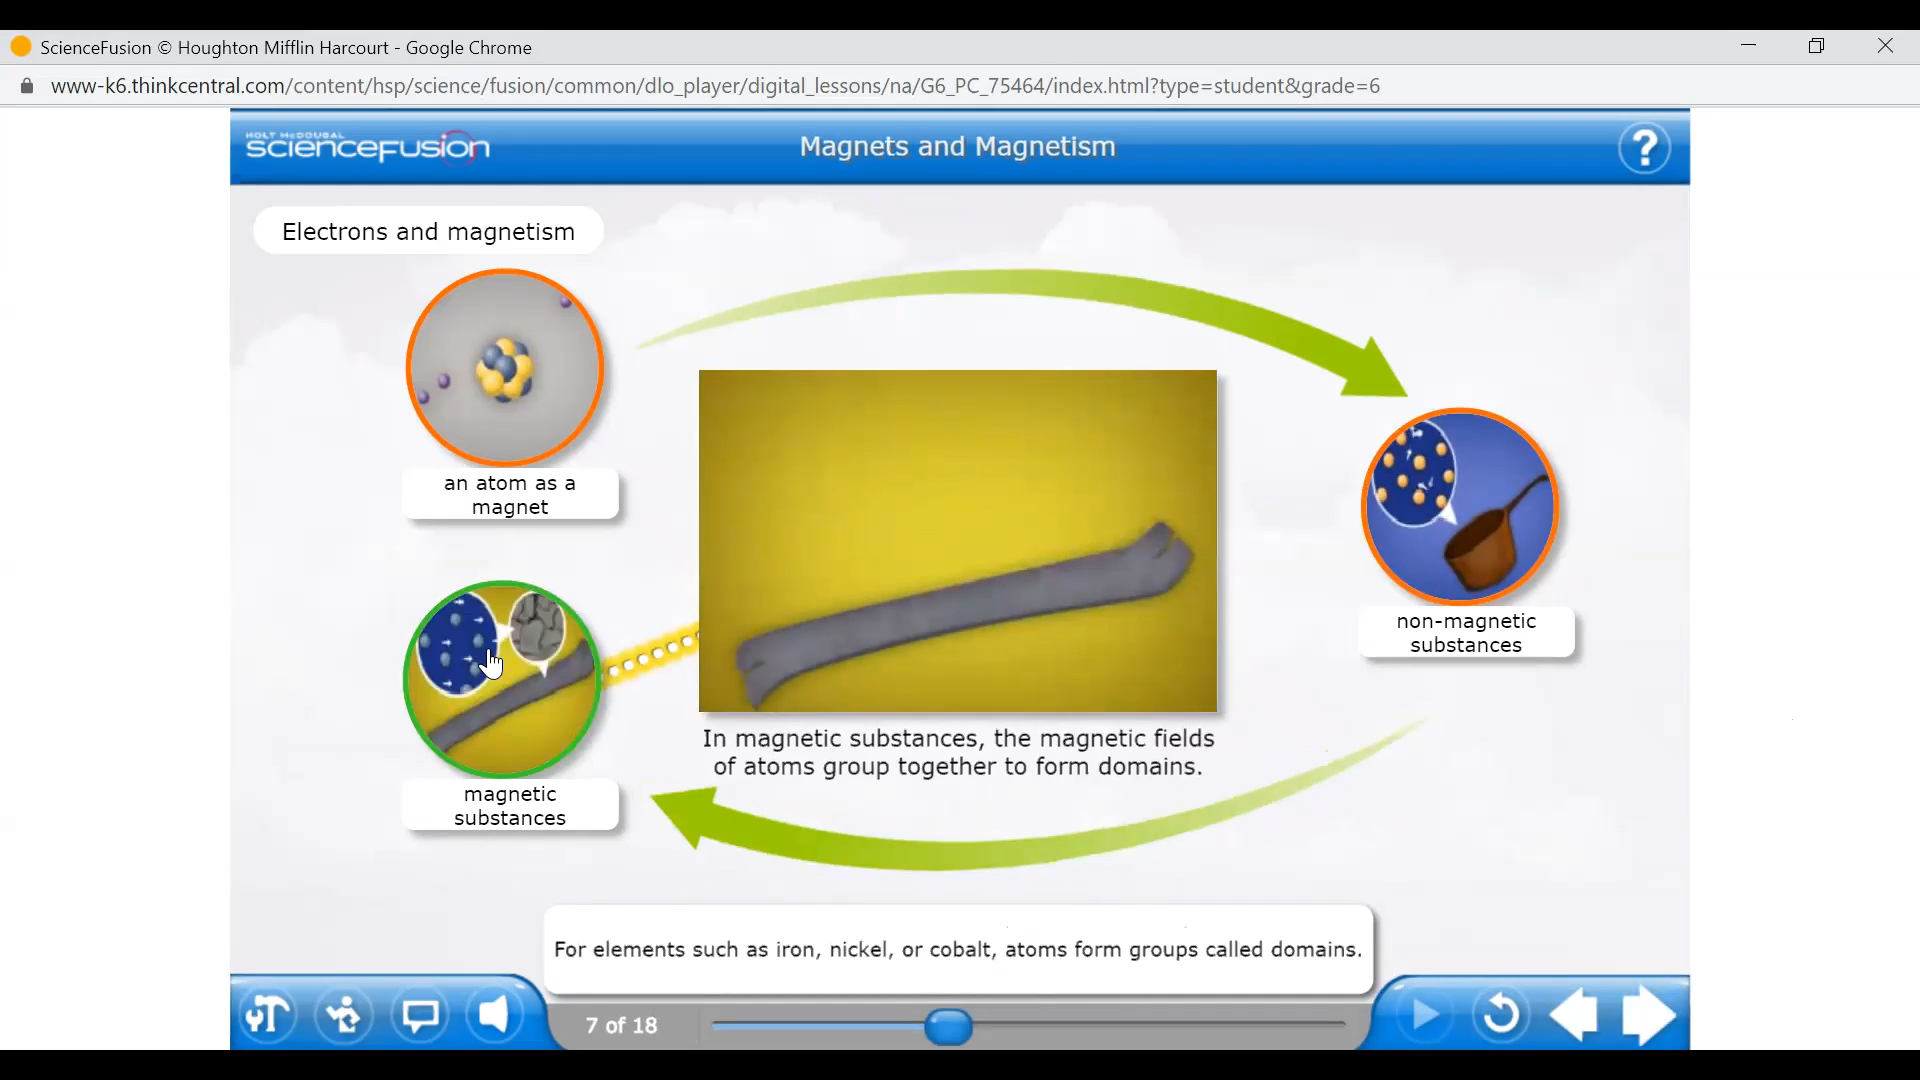 ScienceFusion © Houghton Mifflin Harcourt - Google Chrome
www-k6.thinkcentral.com/content/hsp/science/fusion/common/dlo_player/digital_lessons/na/G6_PC_75464/index.html?type=student&grade=6
HOLT McDOUGAL
SCIENCEFUSION
Magnets and Magnetism
?
Electrons and magnetism
an atom as a
magnet
non-magnetic
substances
In magnetic substances, the magnetic fields
of atoms group together to form domains.
magnetic
substances
For elements such as iron, nickel, or cobalt, atoms form groups called domains.
7 of 18